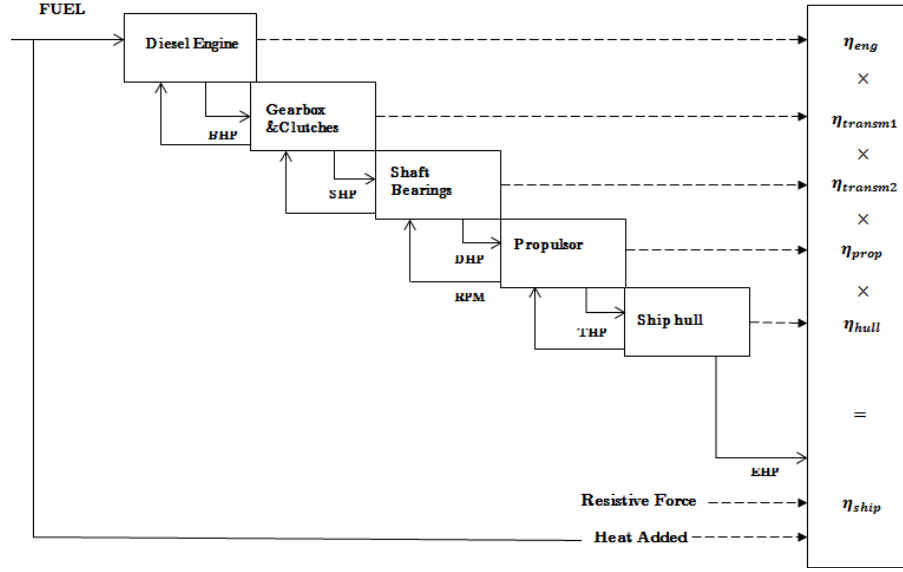 FUEL
Diesel Engine
η_eng
×
Gearbox
&Clutches
η_transm1
BHP
×
Shaft
Bearings
η_transm2
SHP
×
Propulsor
η_prop
DHP
RPM
×
Ship hull
η_hull
THP
=
EHP
Resistive Force
η_ship
Heat Added